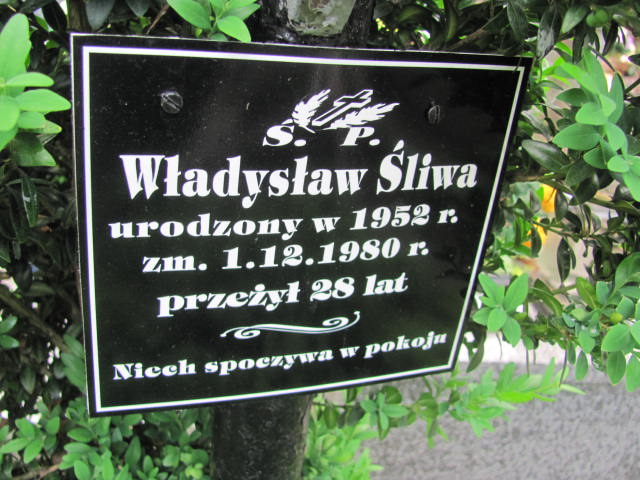 S. P.
Władysław Śliwa
urodzony w 1952 r.
zm. 1.12.1980 r.
przeżył 28 lat
Niech spoczywa w pokoju